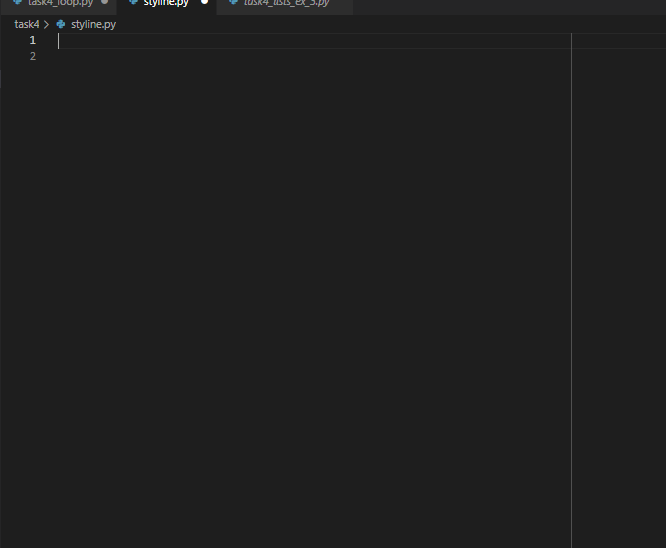 task4_loop.py styline.py task4_lists_ex_3.py
task4 > styline.py
1
2